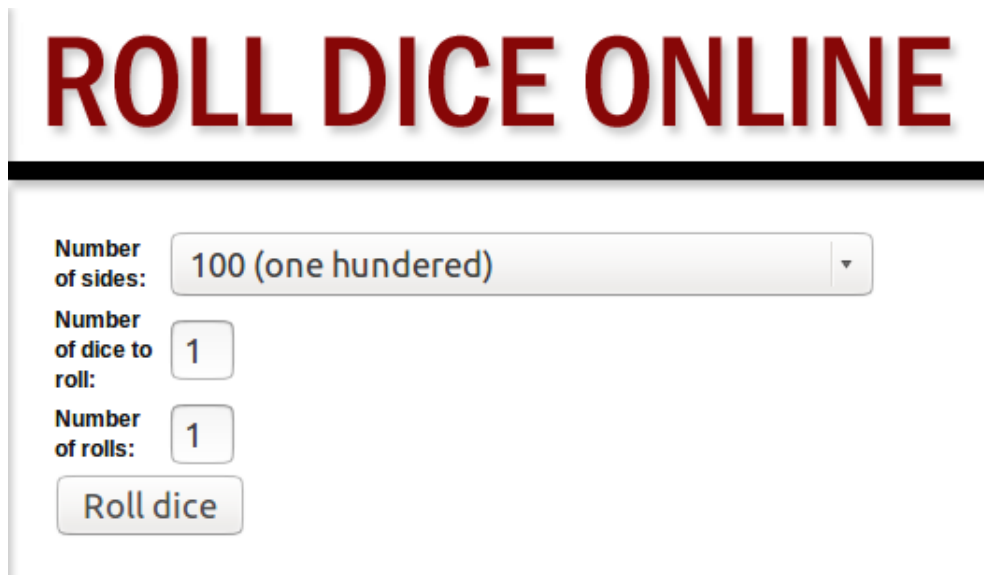 ROLL DICE ONLINE
Number
of sides:
100 (one hundered)
Number
of dice to
roll:
1
Number
of rolls:
1
Roll dice